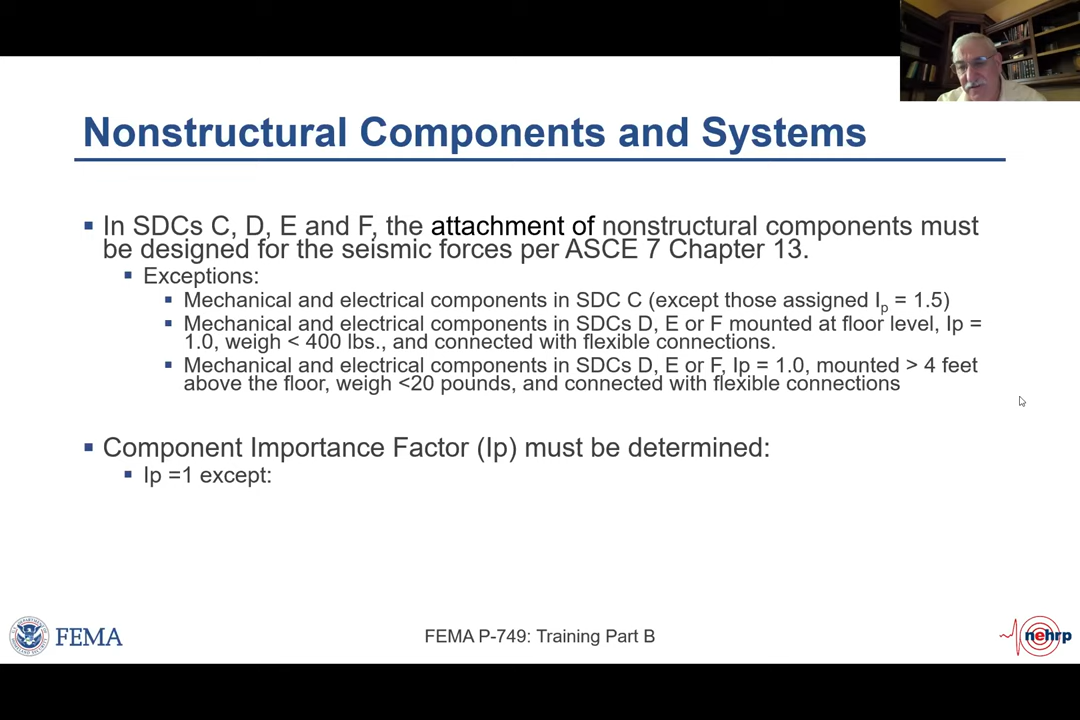 Nonstructural Components and Systems
▪ In SDCs C, D, E and F, the attachment of nonstructural components must
be designed for the seismic forces per ASCE 7 Chapter 13.
▪ Exceptions:
▪ Mechanical and electrical components in SDC C (except those assigned Ip = 1.5)
▪ Mechanical and electrical components in SDCs D, E or F mounted at floor level, Ip =
1.0, weigh < 400 lbs., and connected with flexible connections.
▪ Mechanical and electrical components in SDCs D, E or F, Ip = 1.0, mounted > 4 feet
above the floor, weigh <20 pounds, and connected with flexible connections
▪ Component Importance Factor (Ip) must be determined:
▪ Ip =1 except:
FEMA
FEMA P-749: Training Part B
nehrp